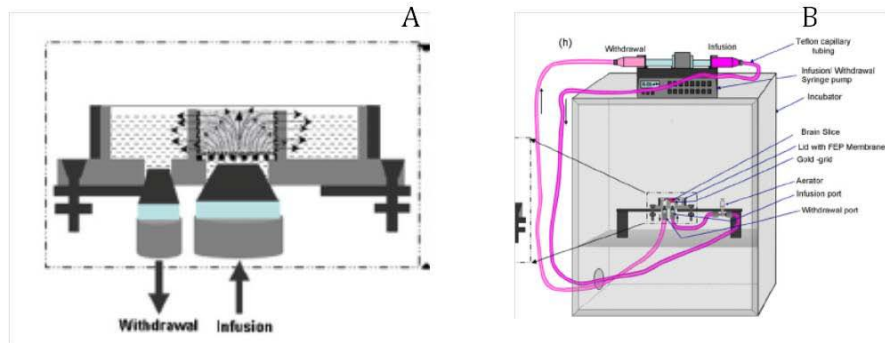 A
Withdrawal
Infusion
B
(h)
Withdrawal
Infusion
Teflon capillary
tubing
Infusion/ Withdrawal
Syringe pump
Incubator
Brain Slice
Lid with FEP Membrane
Gold -grid
Aerator
Infusion port
Withdrawal port